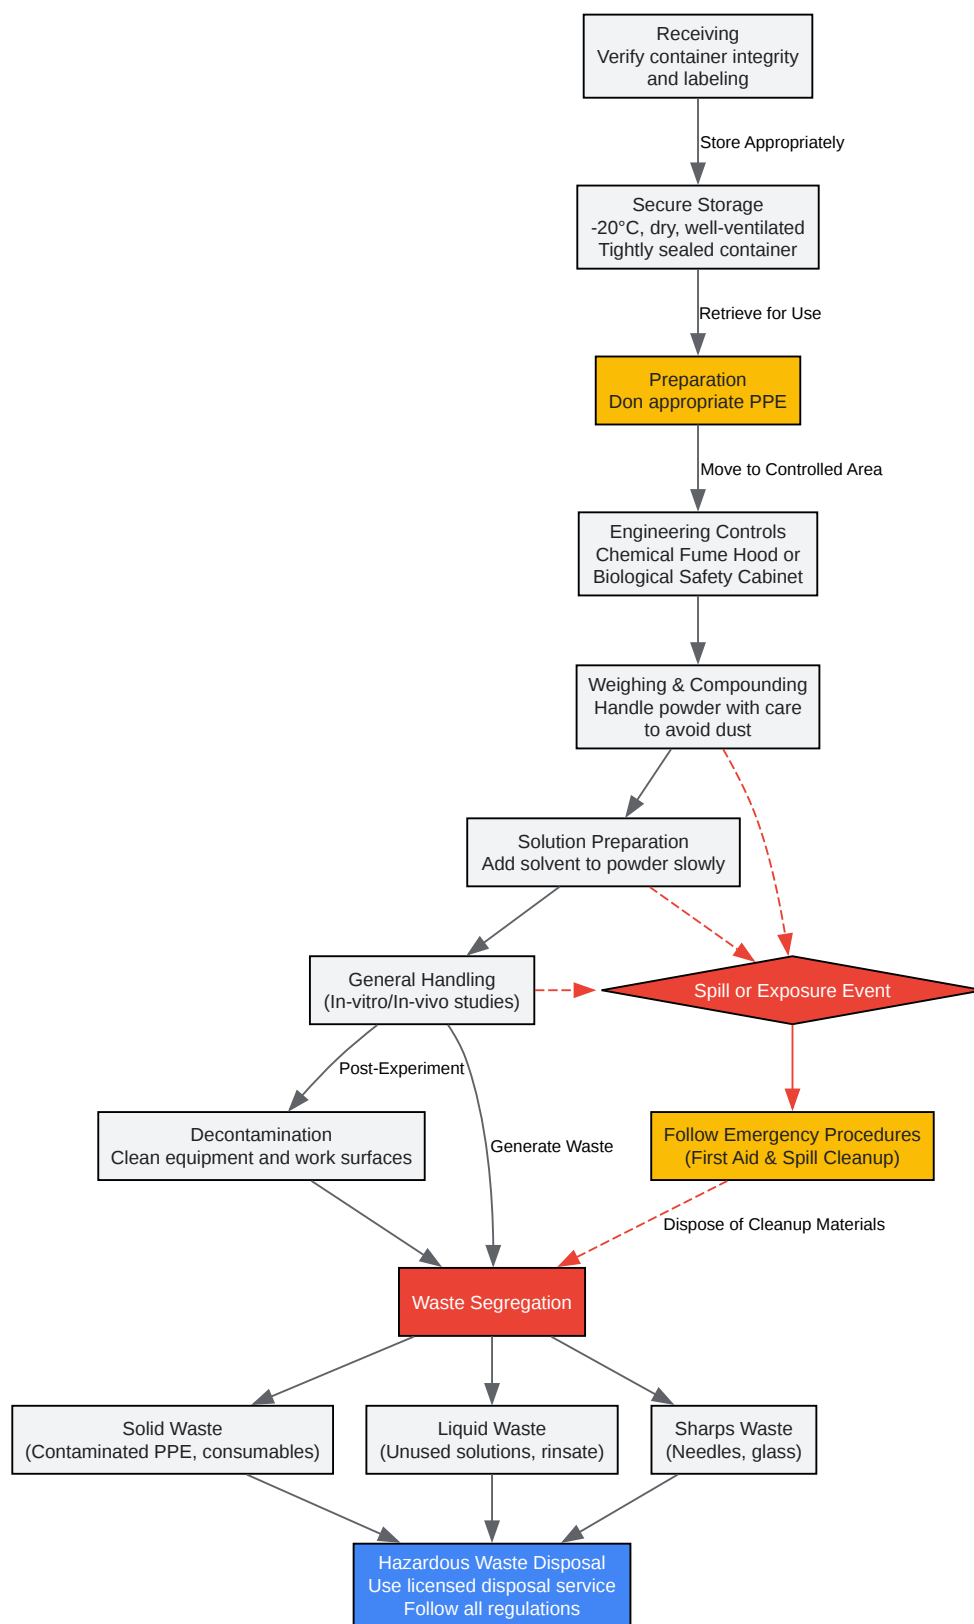 Receiving
Verify container integrity
and labeling
Store Appropriately
Secure Storage
-20°C, dry, well-ventilated
Tightly sealed container
Retrieve for Use
Preparation
Don appropriate PPE
Move to Controlled Area
Engineering Controls
Chemical Fume Hood or
Biological Safety Cabinet
Weighing & Compounding
Handle powder with care
to avoid dust
Solution Preparation
Add solvent to powder slowly
General Handling
(In-vitro/In-vivo studies)
Spill or Exposure Event
Post-Experiment
Decontamination
Clean equipment and work surfaces
Generate Waste
Follow Emergency Procedures
(First Aid & Spill Cleanup)
Dispose of Cleanup Materials
Waste Segregation
Solid Waste
(Contaminated PPE, consumables)
Liquid Waste
(Unused solutions, rinsate)
Sharps Waste
(Needles, glass)
Hazardous Waste Disposal
Use licensed disposal service
Follow all regulations